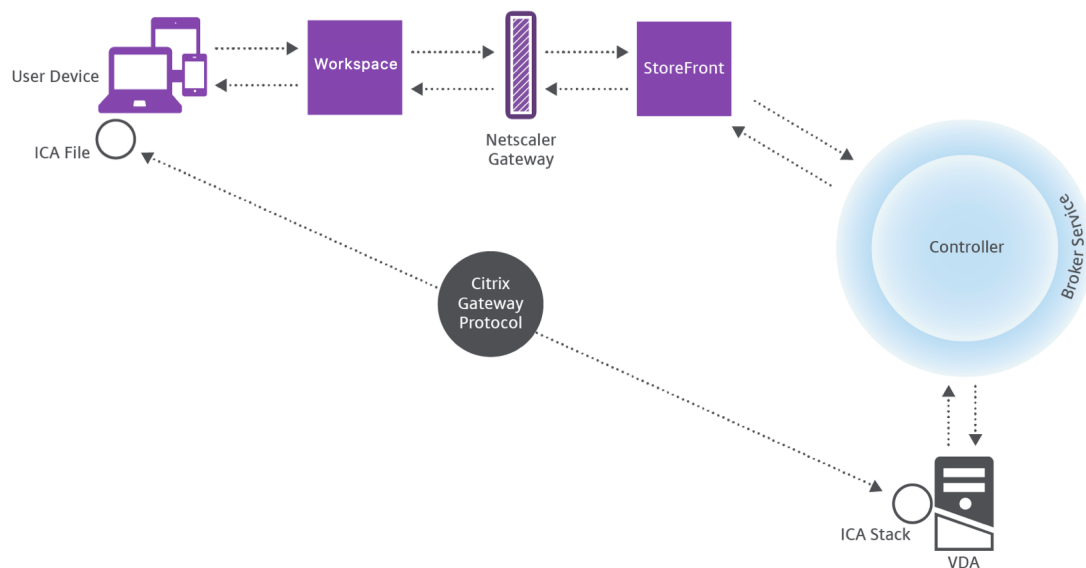 User Device
Workspace
StoreFront
Netscaler
Gateway
ICA File
Broker Service
Controller
Citrix
Gateway
Protocol
ICA Stack
VDA